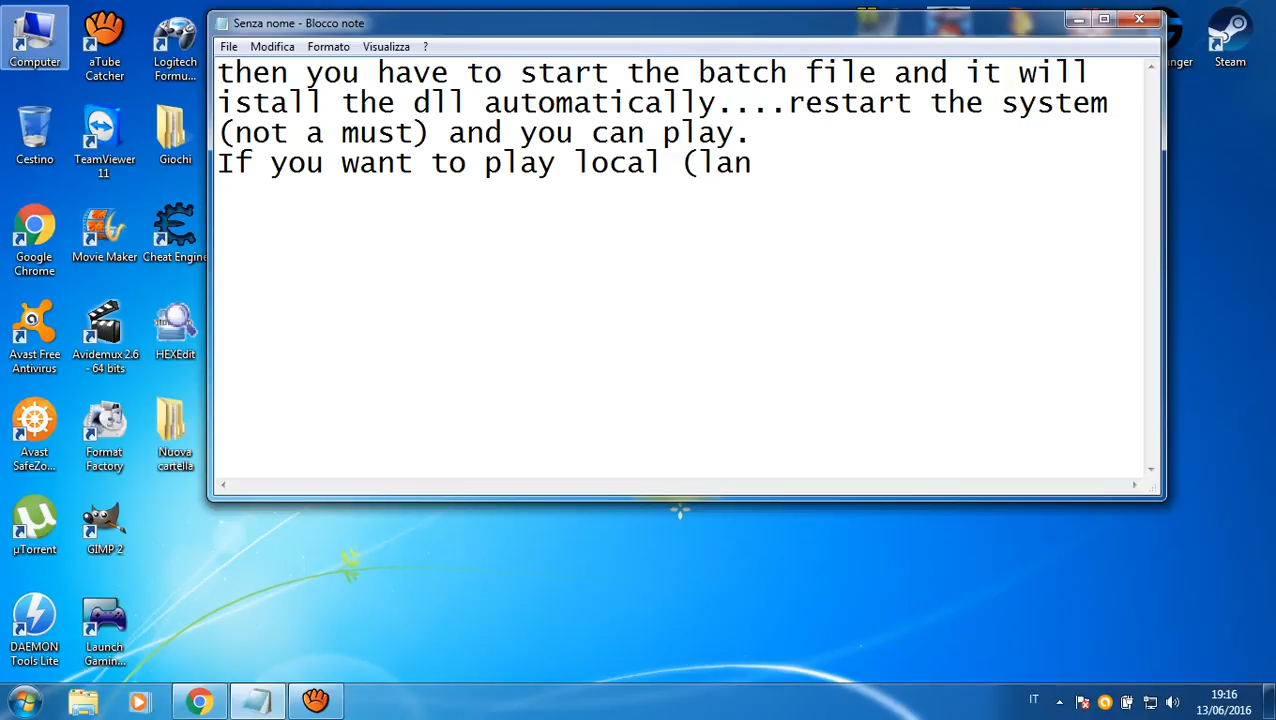 Senza nome - Blocco note
File Modifica Formato Visualizza ?
then you have to start the batch file and it will
istall the dll automatically....restart the system
(not a must) and you can play.
If you want to play local (lan
Computer
aTube
Catcher
Logitech
Formu...
Cestino
TeamViewer
11
Giochi
Google
Chrome
Movie Maker
Cheat Engine
Avast Free
Antivirus
Avidemux 2.6
- 64 bits
HEXEdit
Avast
SafeZo...
Format
Factory
Nuova
cartella
µTorrent
GIMP 2
DAEMON
Tools Lite
Launch
Gamin...
Steam
IT
19:16
13/06/2016